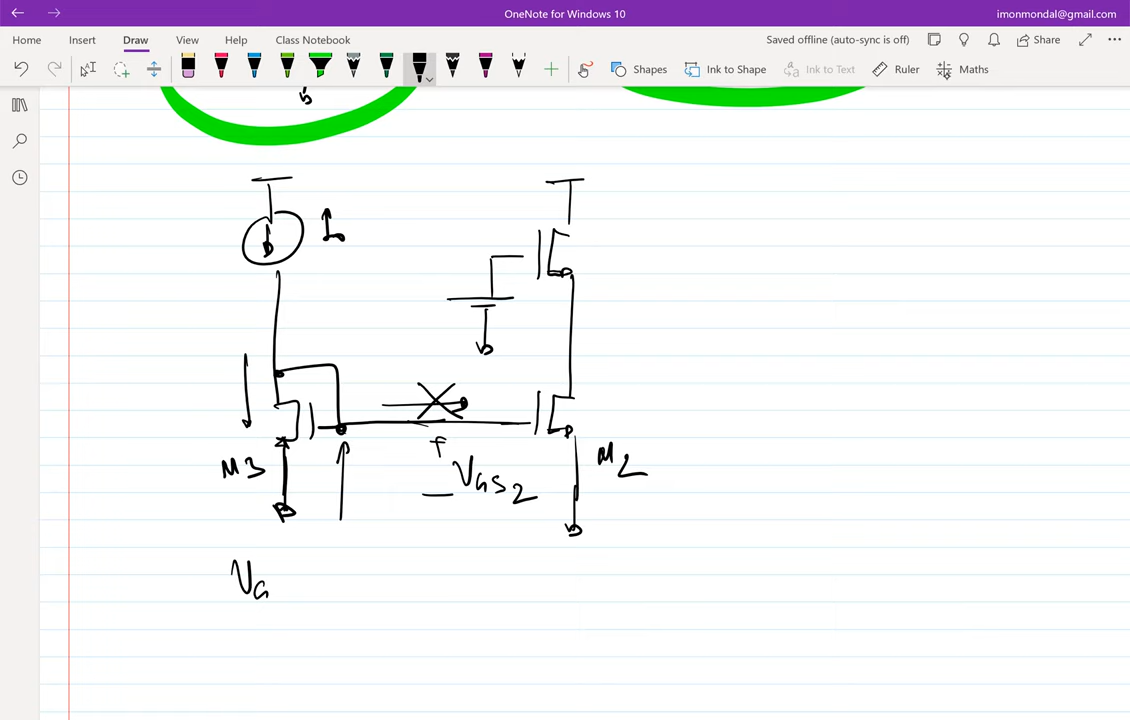 OneNote for Windows 10
imonmondal@gmail.com
Home Insert Draw View Help Class Notebook
Saved offline (auto-sync is off) Share
Shapes Ink to Shape Ink to Text Ruler Maths
M3
+
VGS2
−
M2
VG